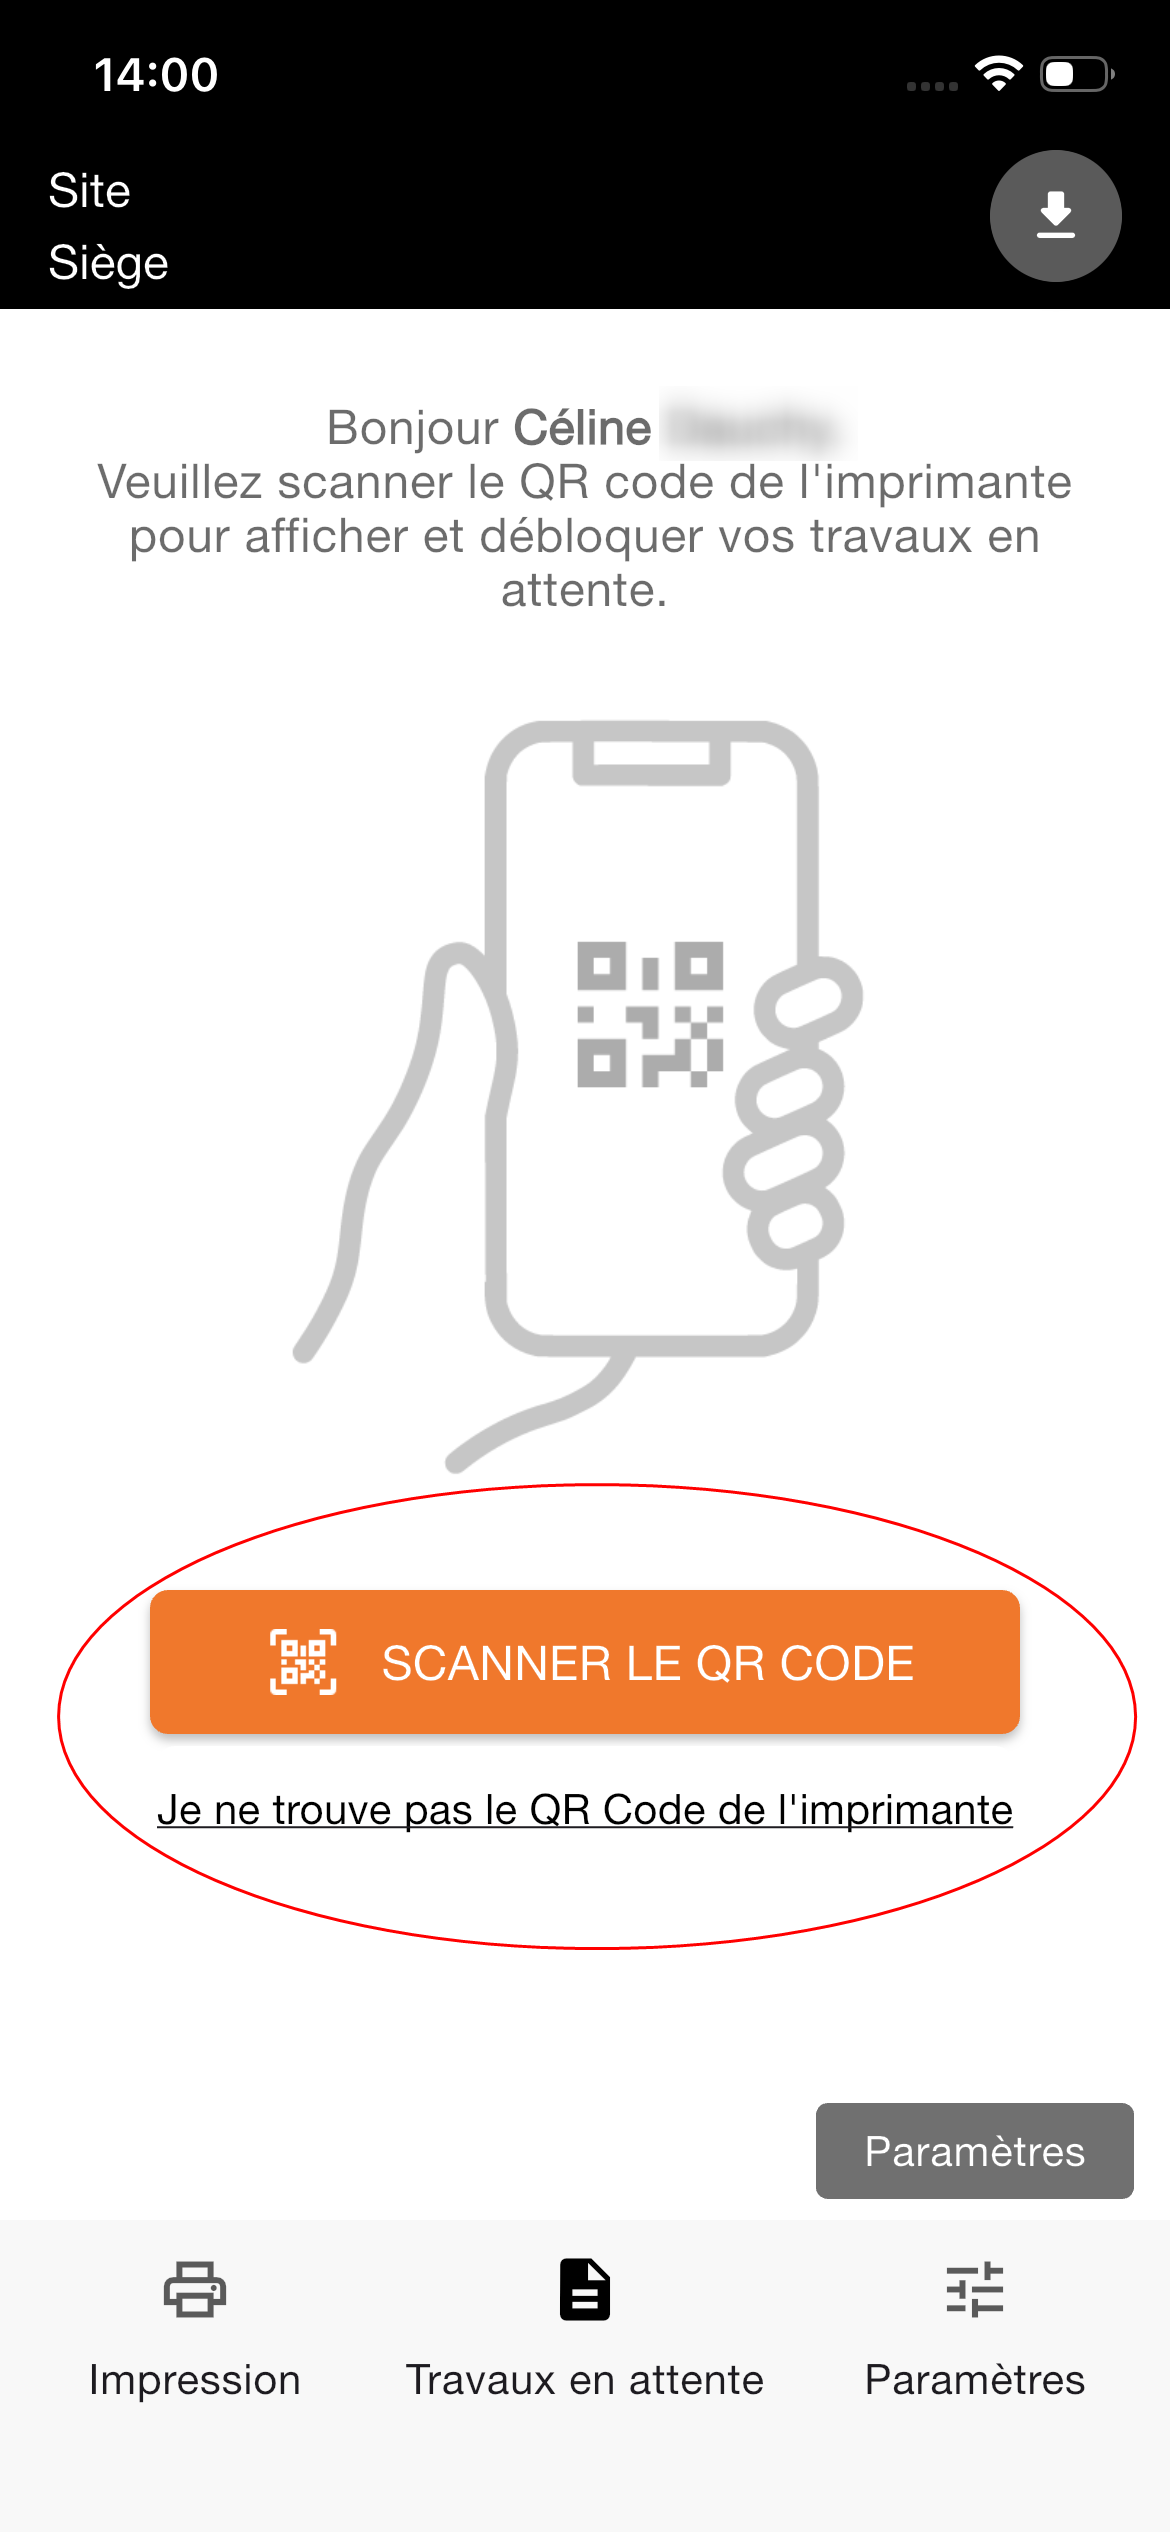 14:00
Site
Siège
Bonjour Céline
Veuillez scanner le QR code de l'imprimante
pour afficher et débloquer vos travaux en
attente.
SCANNER LE QR CODE
Je ne trouve pas le QR Code de l'imprimante
Paramètres
Impression
Travaux en attente
Paramètres